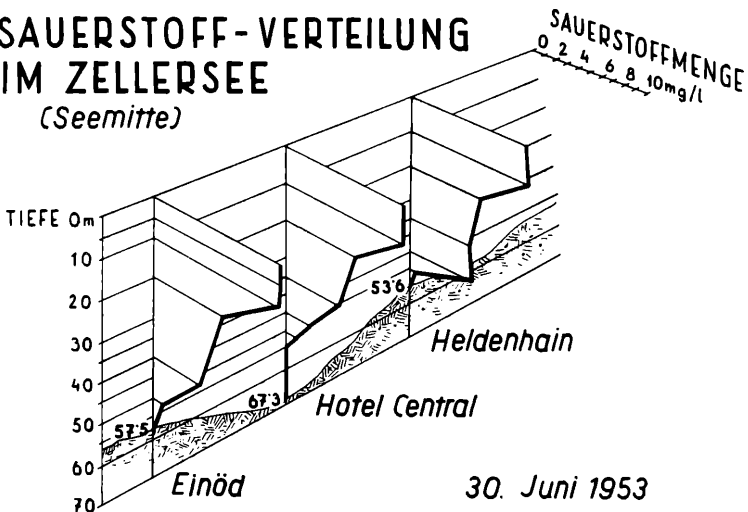 SAUERSTOFF-VERTEILUNG
IM ZELLERSEE
(Seemitte)
SAUERSTOFFMENGE
0 2 4 6 8 10mg/l
TIEFE 0m
10
20
30
40
50
60
70
57·5
67·3
53·6
Heldenhain
Hotel Central
Einöd
30. Juni 1953